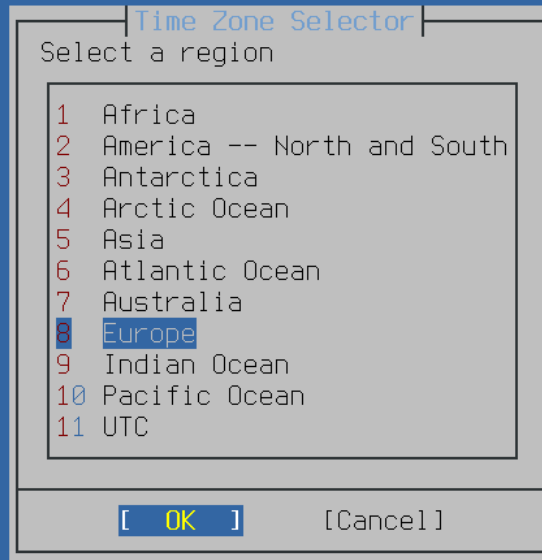 Time Zone Selector
Select a region
1 Africa
2 America -- North and South
3 Antarctica
4 Arctic Ocean
5 Asia
6 Atlantic Ocean
7 Australia
8 Europe
9 Indian Ocean
10 Pacific Ocean
11 UTC
[ OK ] [Cancel]